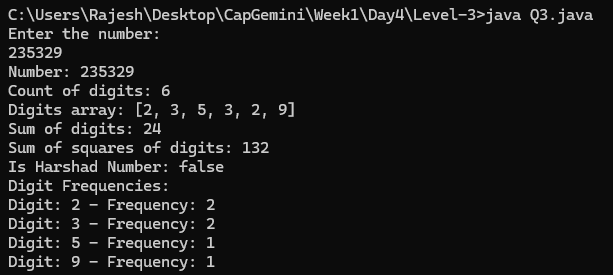 C:\Users\Rajesh\Desktop\CapGemini\Week1\Day4\Level-3>java Q3.java
Enter the number:
235329
Number: 235329
Count of digits: 6
Digits array: [2, 3, 5, 3, 2, 9]
Sum of digits: 24
Sum of squares of digits: 132
Is Harshad Number: false
Digit Frequencies:
Digit: 2 - Frequency: 2
Digit: 3 - Frequency: 2
Digit: 5 - Frequency: 1
Digit: 9 - Frequency: 1